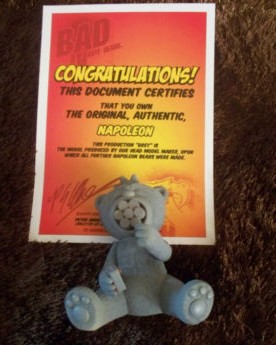 BAD
CONGRATULATIONS!
THIS DOCUMENT CERTIFIES
THAT YOU OWN
THE ORIGINAL, AUTHENTIC,
NAPOLEON
THIS PRODUCTION "GREY" IS
THE MODEL PRODUCED BY OUR HEAD MODEL MAKER, UPON
WHICH ALL FURTHER NAPOLEON BEARS WERE MADE.